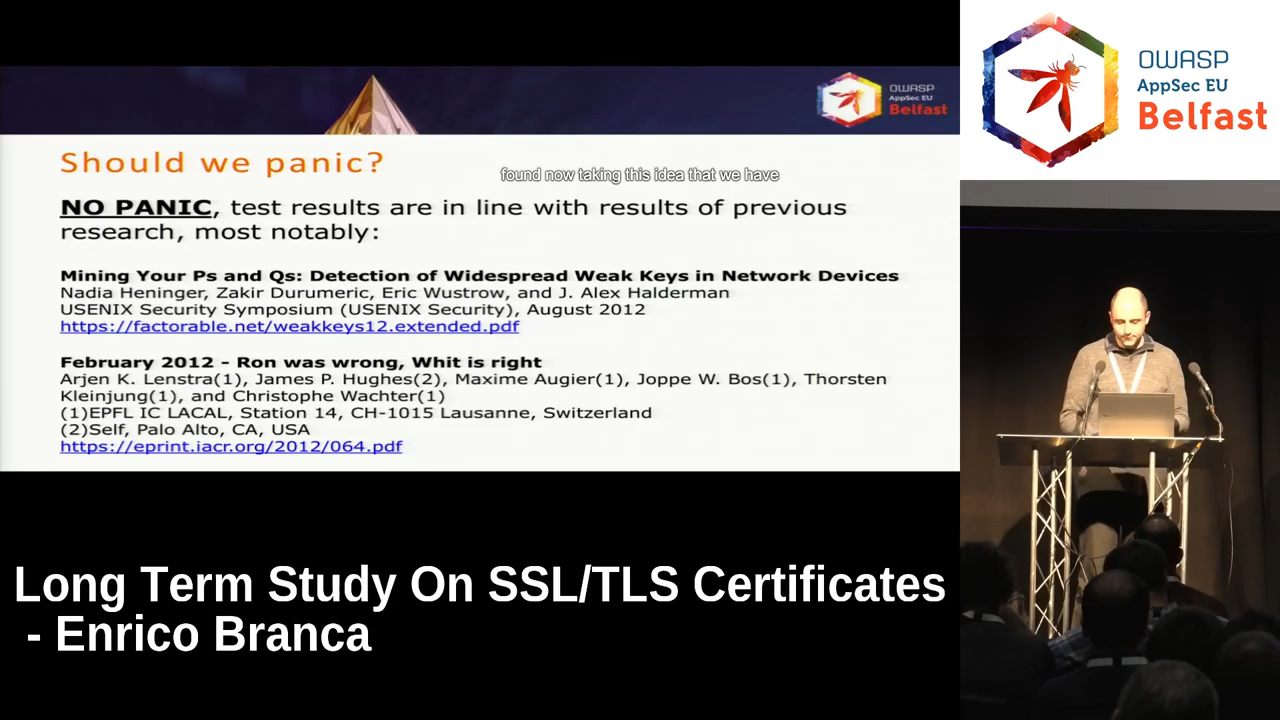 OWASP
AppSec EU
Belfast
OWASP
AppSec EU
Belfast
Should we panic?
found now taking this idea that we have
NO PANIC, test results are in line with results of previous
research, most notably:
Mining Your Ps and Qs: Detection of Widespread Weak Keys in Network Devices
Nadia Heninger, Zakir Durumeric, Eric Wustrow, and J. Alex Halderman
USENIX Security Symposium (USENIX Security), August 2012
https://factorable.net/weakkeys12.extended.pdf
February 2012 - Ron was wrong, Whit is right
Arjen K. Lenstra(1), James P. Hughes(2), Maxime Augier(1), Joppe W. Bos(1), Thorsten
Kleinjung(1), and Christophe Wachter(1)
(1)EPFL IC LACAL, Station 14, CH-1015 Lausanne, Switzerland
(2)Self, Palo Alto, CA, USA
https://eprint.iacr.org/2012/064.pdf
Long Term Study On SSL/TLS Certificates
- Enrico Branca